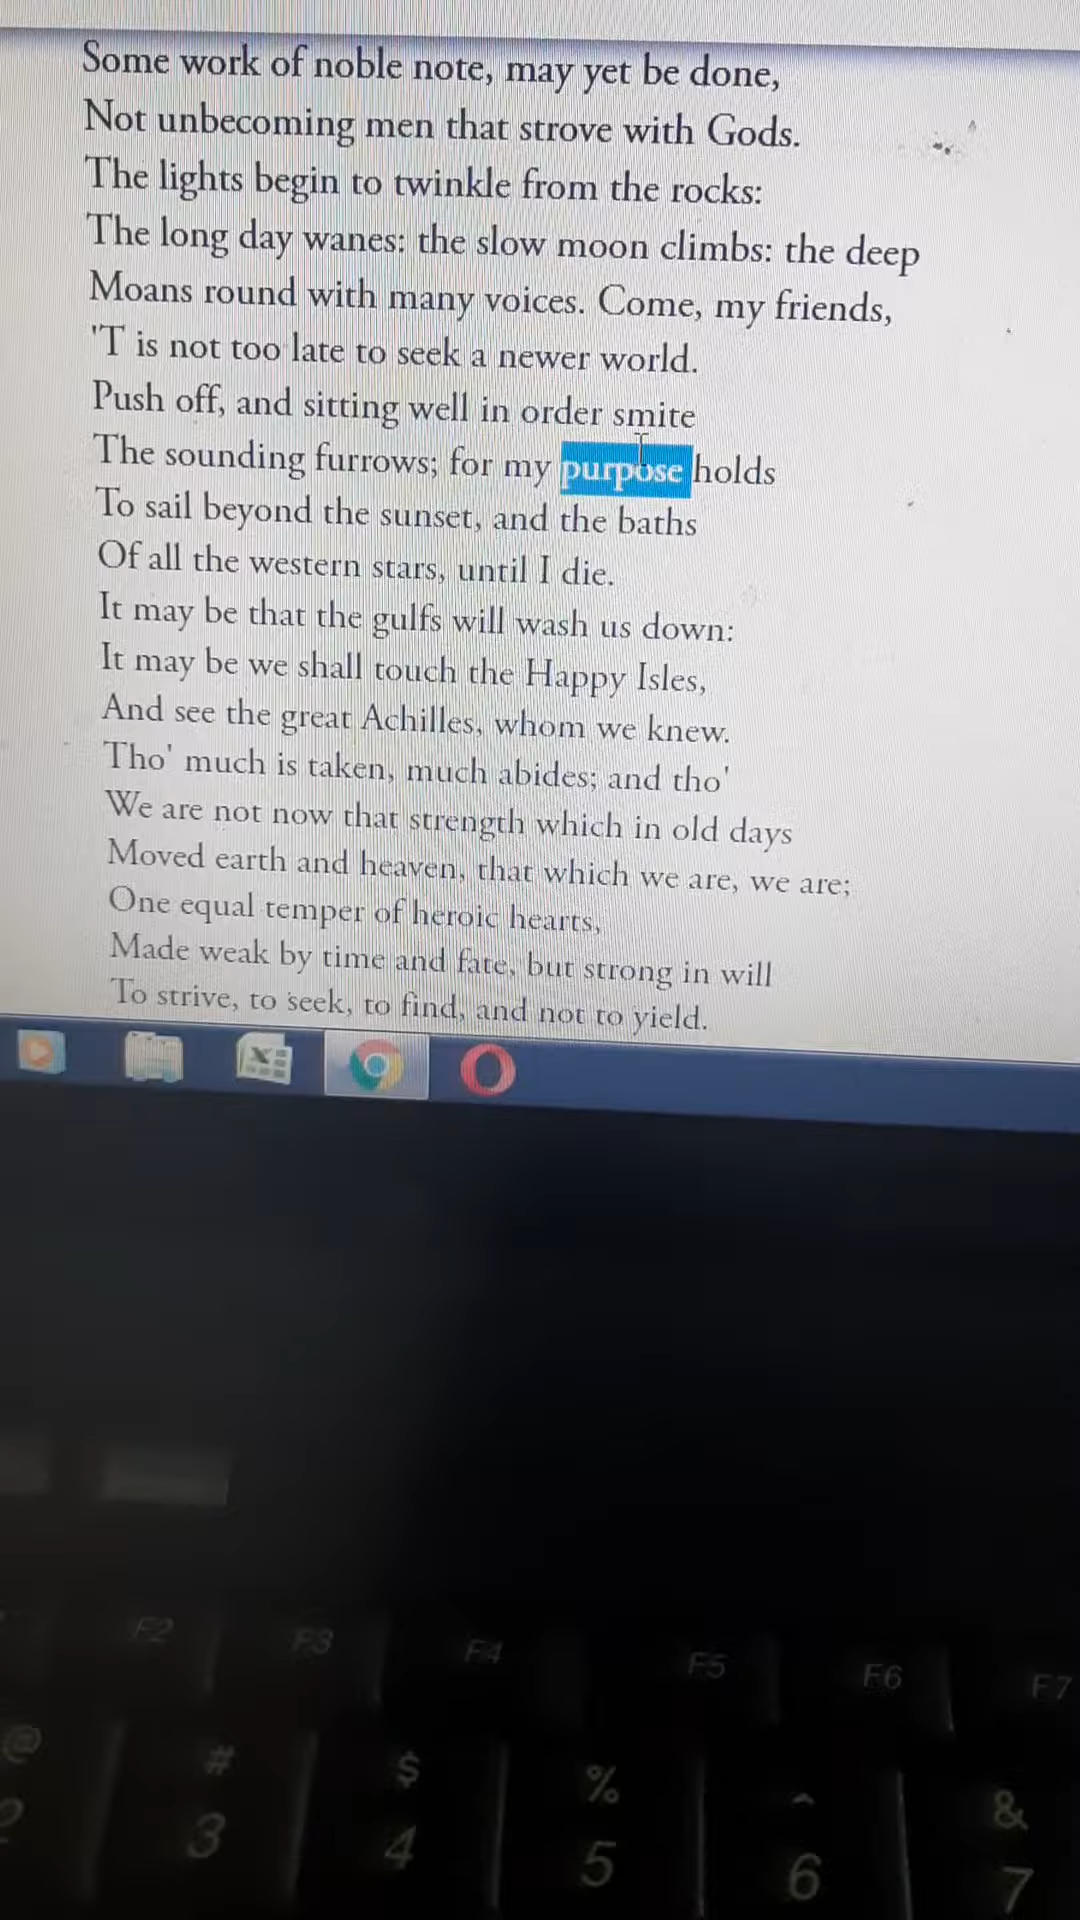 Some work of noble note, may yet be done,
Not unbecoming men that strove with Gods.
The lights begin to twinkle from the rocks:
The long day wanes: the slow moon climbs: the deep
Moans round with many voices. Come, my friends,
'T is not too late to seek a newer world.
Push off, and sitting well in order smite
The sounding furrows; for my purpose holds
To sail beyond the sunset, and the baths
Of all the western stars, until I die.
It may be that the gulfs will wash us down:
It may be we shall touch the Happy Isles,
And see the great Achilles, whom we knew.
Tho' much is taken, much abides; and tho'
We are not now that strength which in old days
Moved earth and heaven, that which we are, we are;
One equal temper of heroic hearts,
Made weak by time and fate, but strong in will
To strive, to seek, to find, and not to yield.
F2 F3 F4 F5 F6 F7
@ # $ % ^ &
2 3 4 5 6 7